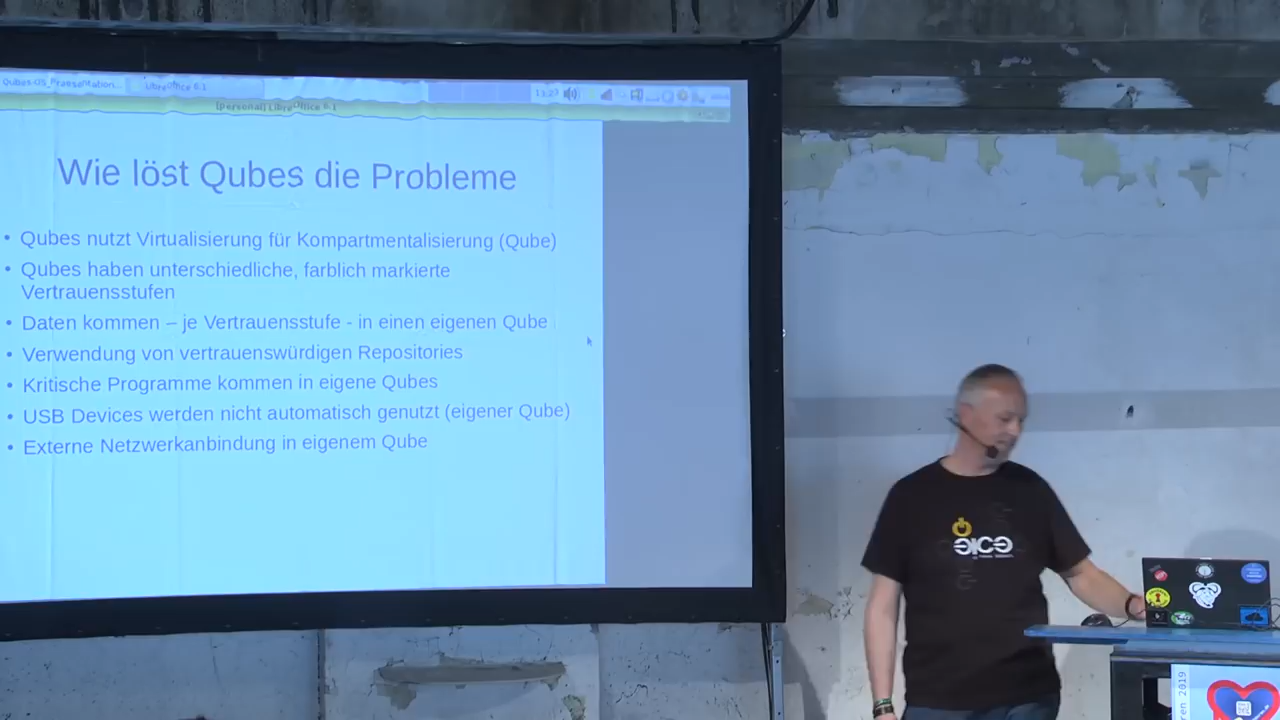 Qubes-OS_Praesentation...
LibreOffice 6.1
[personal] LibreOffice 6.1
Wie löst Qubes die Probleme
• Qubes nutzt Virtualisierung für Kompartmentalisierung (Qube)
• Qubes haben unterschiedliche, farblich markierte
Vertrauensstufen
• Daten kommen – je Vertrauensstufe - in einen eigenen Qube
• Verwendung von vertrauenswürdigen Repositories
• Kritische Programme kommen in eigene Qubes
• USB Devices werden nicht automatisch genutzt (eigener Qube)
• Externe Netzwerkanbindung in eigenem Qube
ren 2019